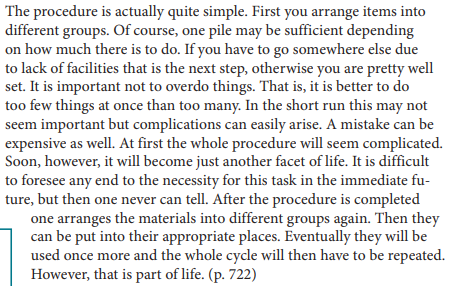 The procedure is actually quite simple. First you arrange items into
different groups. Of course, one pile may be sufficient depending
on how much there is to do. If you have to go somewhere else due
to lack of facilities that is the next step, otherwise you are pretty well
set. It is important not to overdo things. That is, it is better to do
too few things at once than too many. In the short run this may not
seem important but complications can easily arise. A mistake can be
expensive as well. At first the whole procedure will seem complicated.
Soon, however, it will become just another facet of life. It is difficult
to foresee any end to the necessity for this task in the immediate fu-
ture, but then one never can tell. After the procedure is completed
one arranges the materials into different groups again. Then they
can be put into their appropriate places. Eventually they will be
used once more and the whole cycle will then have to be repeated.
However, that is part of life. (p. 722)